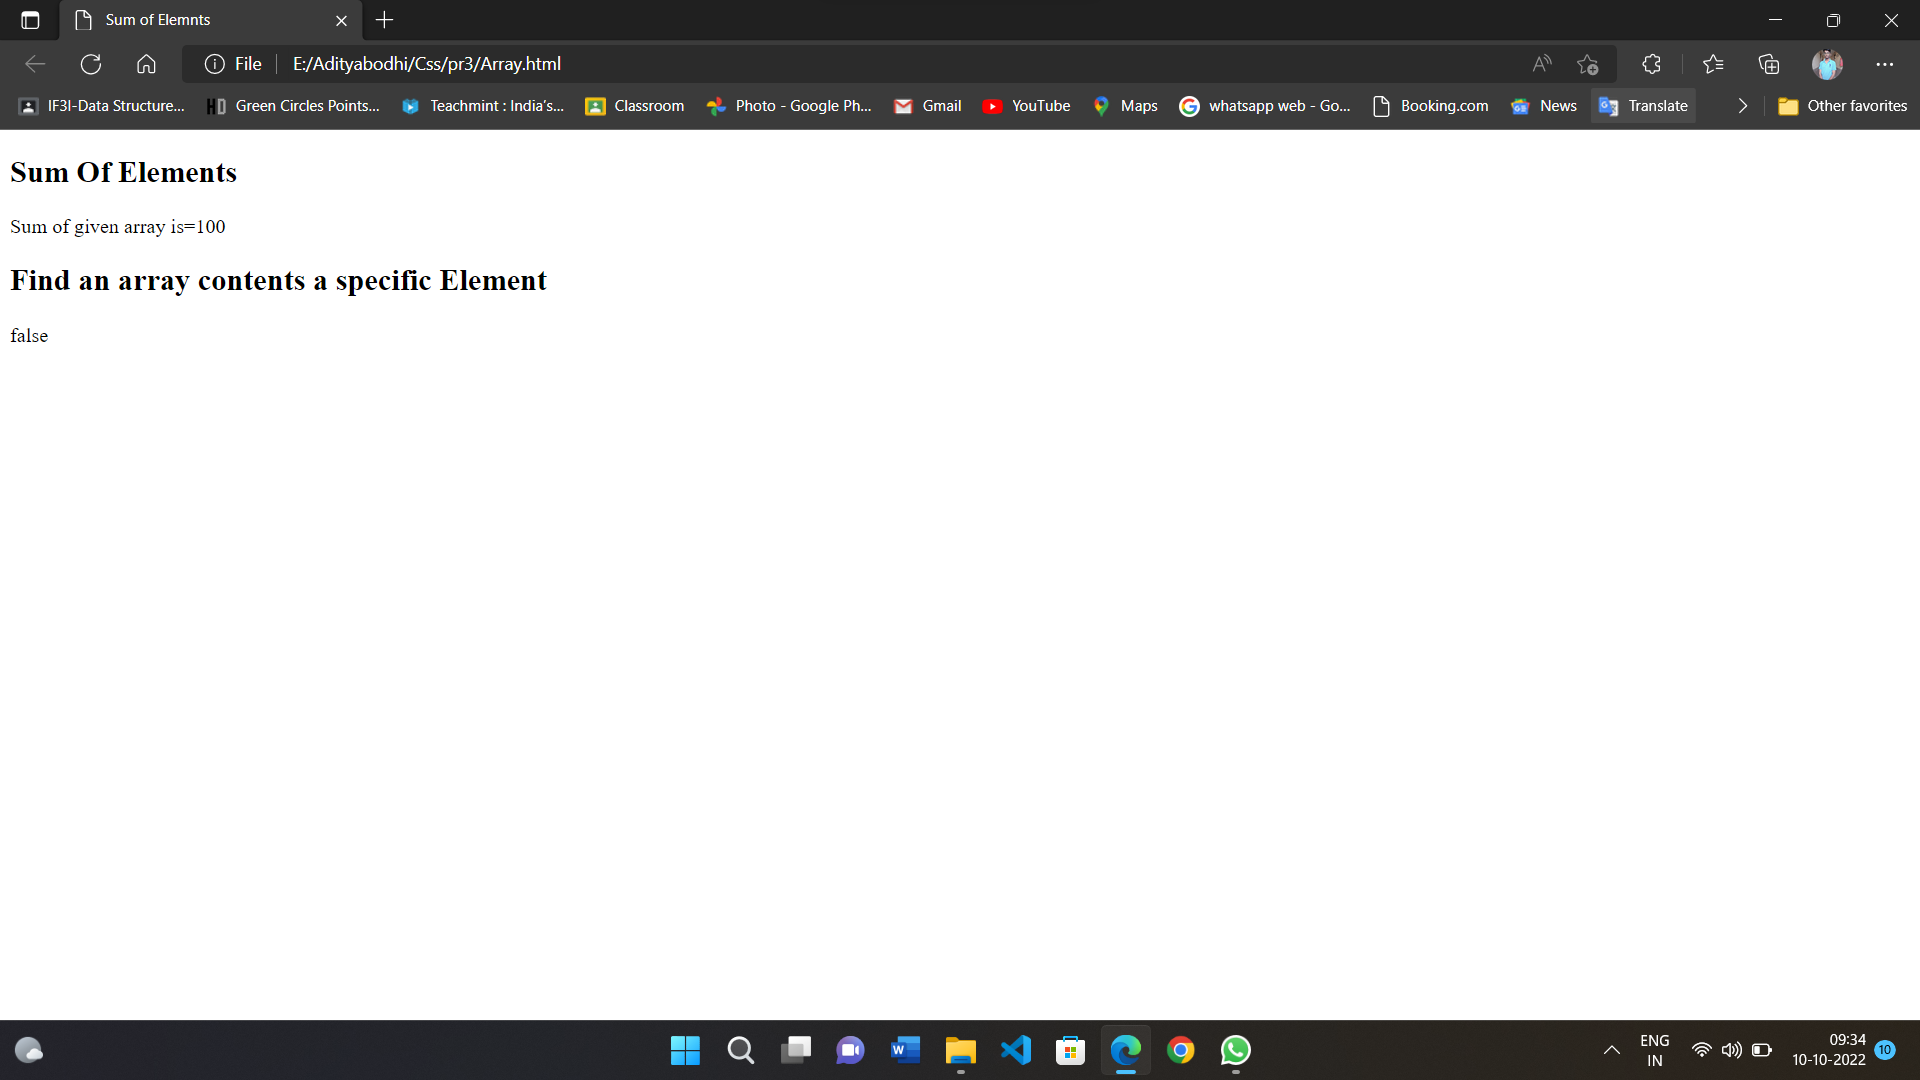 Sum of Elemnts
File E:/Adityabodhi/Css/pr3/Array.html
IF3I-Data Structure... Green Circles Points... Teachmint : India's... Classroom Photo - Google Ph... Gmail YouTube Maps whatsapp web - Go... Booking.com News Translate Other favorites
Sum Of Elements
Sum of given array is=100
Find an array contents a specific Element
false
ENG
IN
09:34
10-10-2022
10